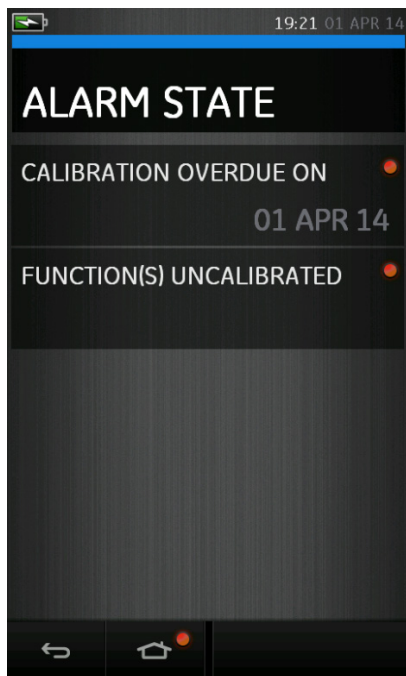 19:21 01 APR 14
ALARM STATE
CALIBRATION OVERDUE ON
01 APR 14
FUNCTION(S) UNCALIBRATED